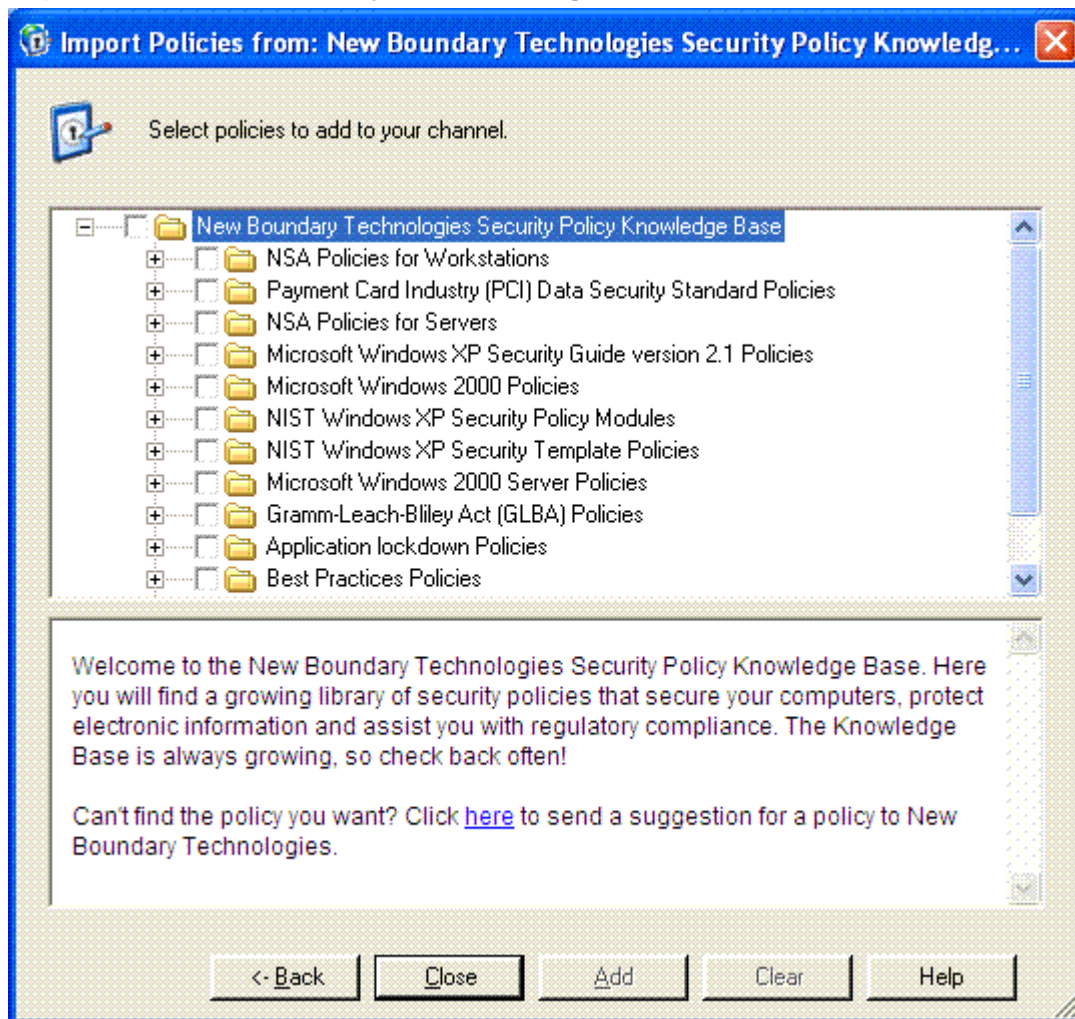 Import Policies from: New Boundary Technologies Security Policy Knowledg...
Select policies to add to your channel.
New Boundary Technologies Security Policy Knowledge Base
NSA Policies for Workstations
Payment Card Industry (PCI) Data Security Standard Policies
NSA Policies for Servers
Microsoft Windows XP Security Guide version 2.1 Policies
Microsoft Windows 2000 Policies
NIST Windows XP Security Policy Modules
NIST Windows XP Security Template Policies
Microsoft Windows 2000 Server Policies
Gramm-Leach-Bliley Act (GLBA) Policies
Application lockdown Policies
Best Practices Policies
Welcome to the New Boundary Technologies Security Policy Knowledge Base. Here
you will find a growing library of security policies that secure your computers, protect
electronic information and assist you with regulatory compliance. The Knowledge
Base is always growing, so check back often!
Can't find the policy you want? Click here to send a suggestion for a policy to New
Boundary Technologies.
<- Back Close Add Clear Help